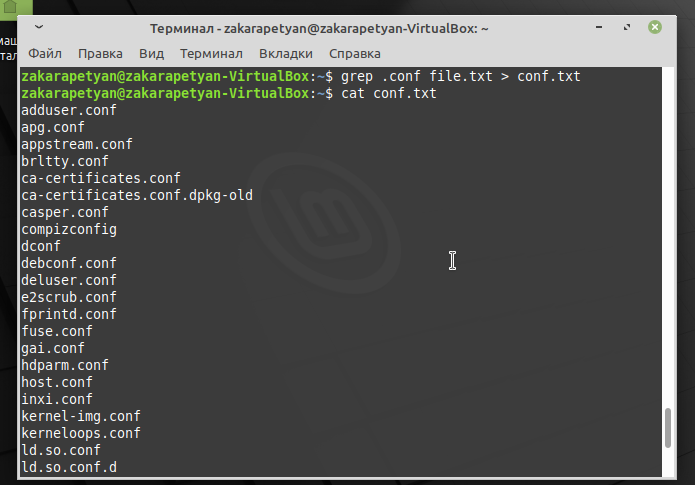 Терминал - zakarapetyan@zakarapetyan-VirtualBox: ~
Файл Правка Вид Терминал Вкладки Справка
zakarapetyan@zakarapetyan-VirtualBox:~$ grep .conf file.txt > conf.txt
zakarapetyan@zakarapetyan-VirtualBox:~$ cat conf.txt
adduser.conf
apg.conf
appstream.conf
brltty.conf
ca-certificates.conf
ca-certificates.conf.dpkg-old
casper.conf
compizconfig
dconf
debconf.conf
deluser.conf
e2scrub.conf
fprintd.conf
fuse.conf
gai.conf
hdparm.conf
host.conf
inxi.conf
kernel-img.conf
kerneloops.conf
ld.so.conf
ld.so.conf.d